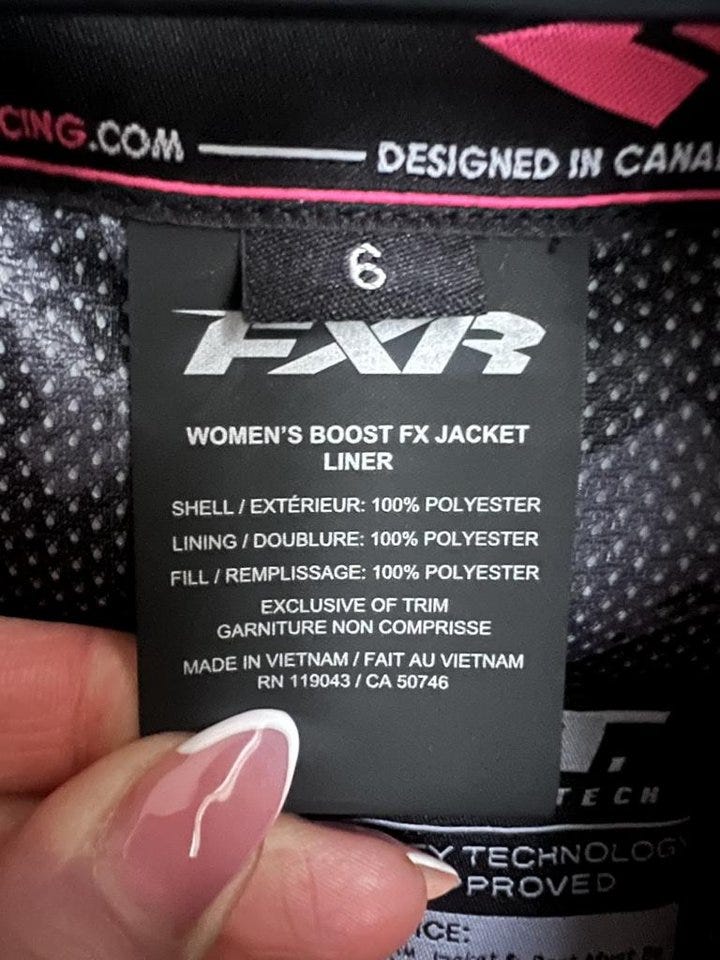 CING.COM
DESIGNED IN CANA
6
FXR
WOMEN'S BOOST FX JACKET
LINER
SHELL / EXTÉRIEUR: 100% POLYESTER
LINING / DOUBLURE: 100% POLYESTER
FILL / REMPLISSAGE: 100% POLYESTER
EXCLUSIVE OF TRIM
GARNITURE NON COMPRISSE
MADE IN VIETNAM / FAIT AU VIETNAM
RN 119043 / CA 50746
T.
TECH
Y TECHNOLOG
PROVED
CE: